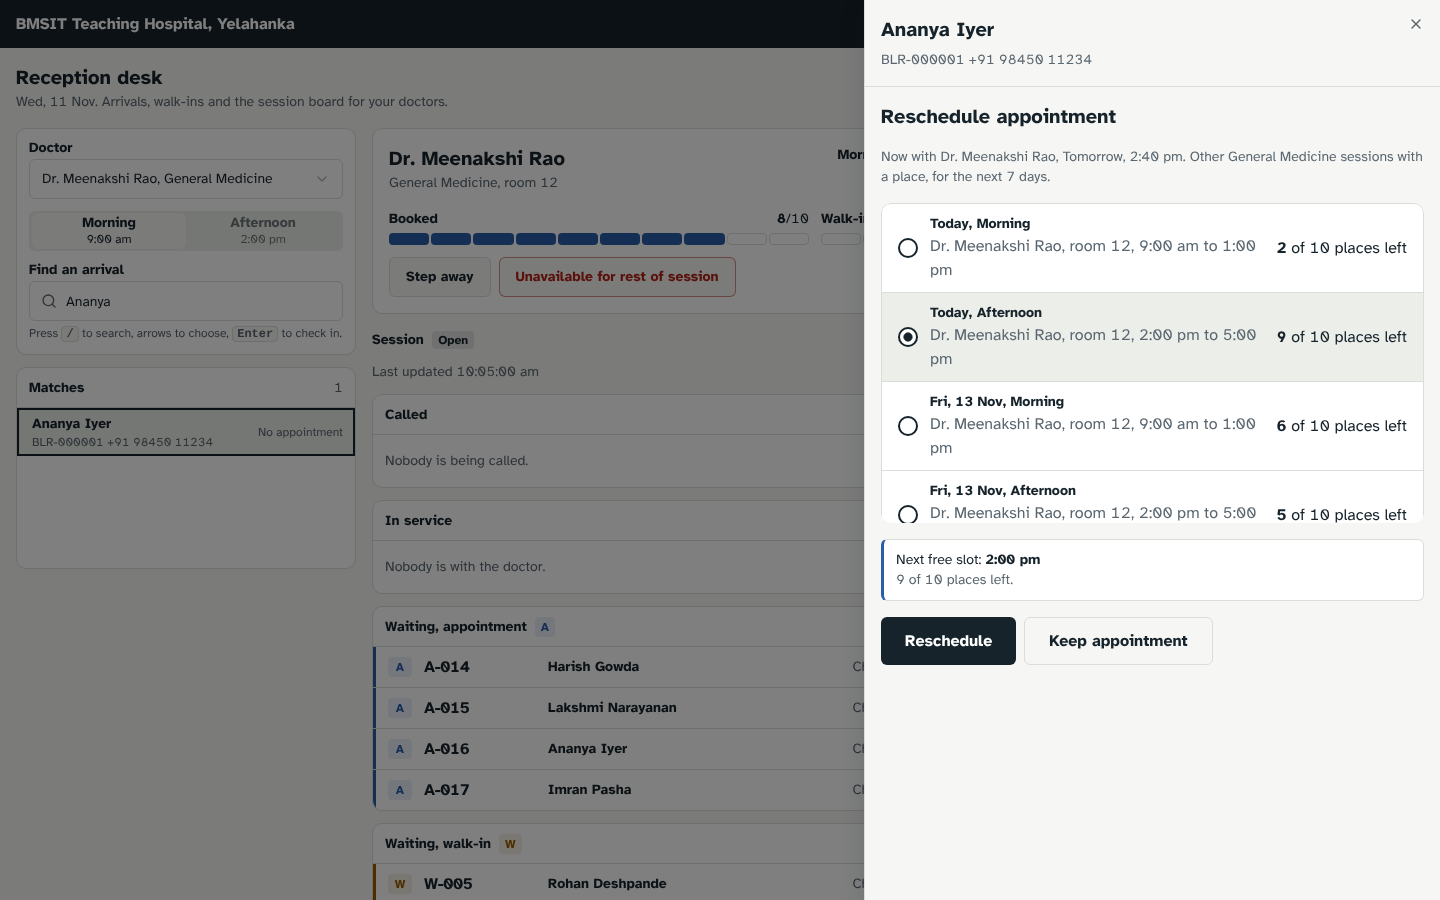 BMSIT Teaching Hospital, Yelahanka
Reception desk
Wed, 11 Nov. Arrivals, walk-ins and the session board for your doctors.
Doctor
Dr. Meenakshi Rao, General Medicine
Morning
9:00 am
Afternoon
2:00 pm
Find an arrival
Ananya
Press / to search, arrows to choose, Enter to check in.
Matches 1
Ananya Iyer
BLR-000001 +91 98450 11234
No appointment
Dr. Meenakshi Rao
General Medicine, room 12
Booked 8/10
Step away
Unavailable for rest of session
Session Open
Last updated 10:05:00 am
Called
Nobody is being called.
In service
Nobody is with the doctor.
Waiting, appointment A
A A-014 Harish Gowda
A A-015 Lakshmi Narayanan
A A-016 Ananya Iyer
A A-017 Imran Pasha
Waiting, walk-in W
W W-005 Rohan Deshpande
Ananya Iyer
BLR-000001 +91 98450 11234
Reschedule appointment
Now with Dr. Meenakshi Rao, Tomorrow, 2:40 pm. Other General Medicine sessions with
a place, for the next 7 days.
Today, Morning
Dr. Meenakshi Rao, room 12, 9:00 am to 1:00
pm
2 of 10 places left
Today, Afternoon
Dr. Meenakshi Rao, room 12, 2:00 pm to 5:00
pm
9 of 10 places left
Fri, 13 Nov, Morning
Dr. Meenakshi Rao, room 12, 9:00 am to 1:00
pm
6 of 10 places left
Fri, 13 Nov, Afternoon
Dr. Meenakshi Rao, room 12, 2:00 pm to 5:00
5 of 10 places left
Next free slot: 2:00 pm
9 of 10 places left.
Reschedule
Keep appointment